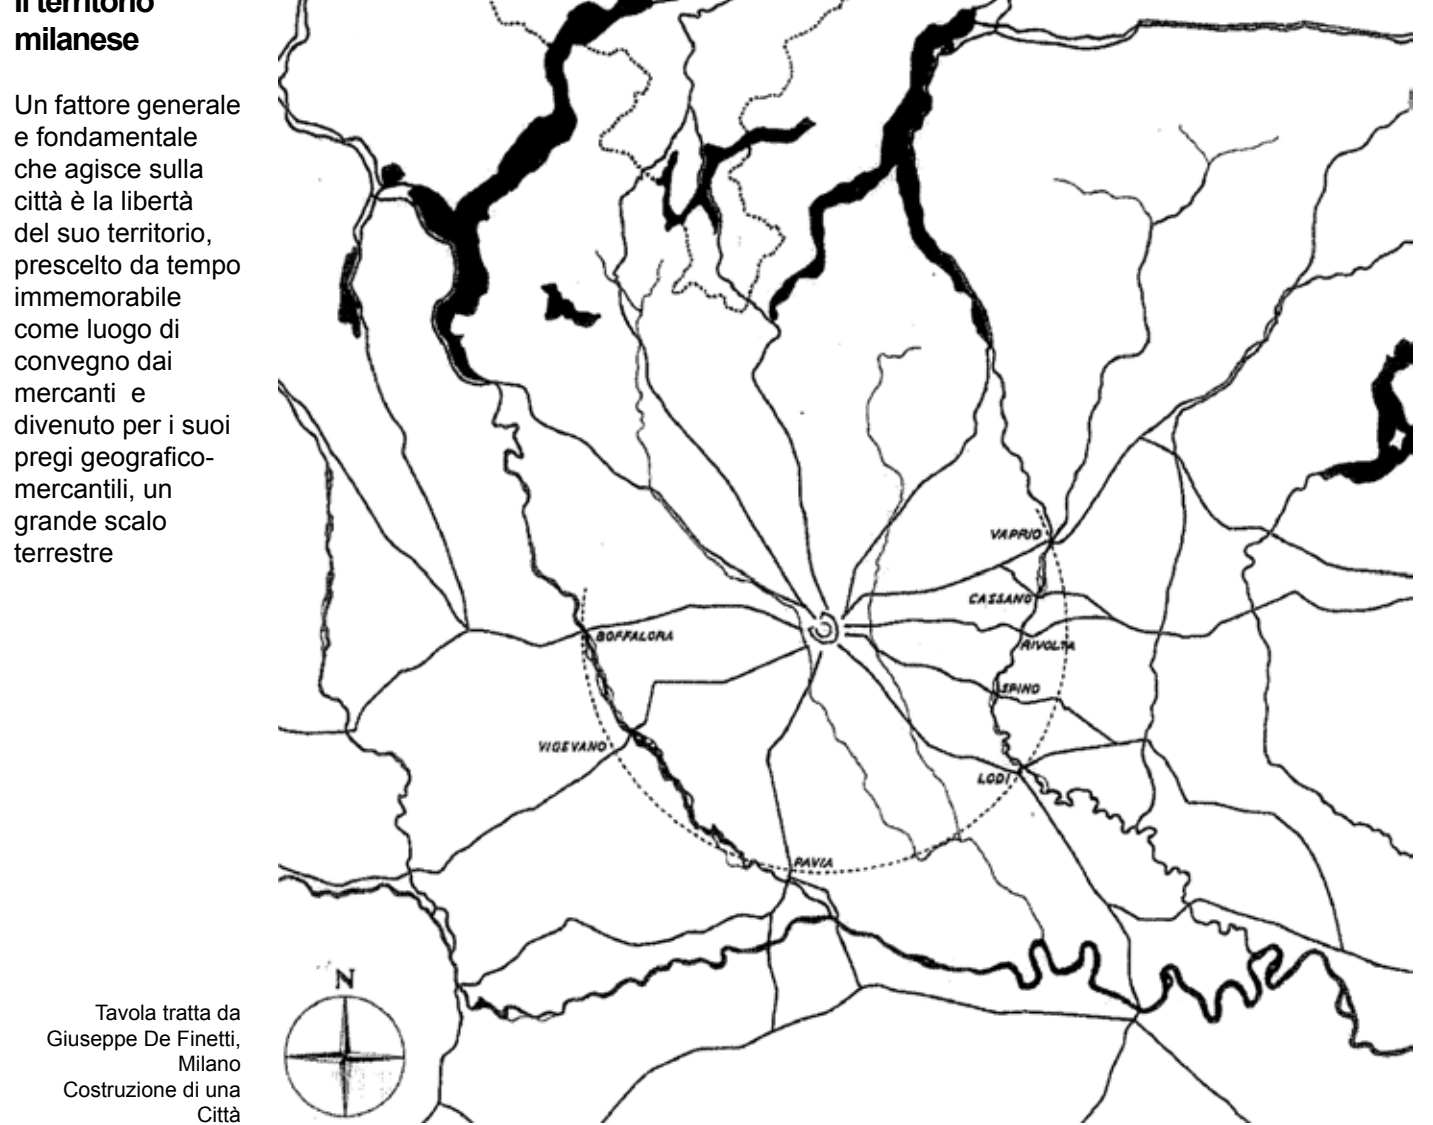 Il territorio
milanese
Un fattore generale
e fondamentale
che agisce sulla
città è la libertà
del suo territorio,
prescelto da tempo
immemorabile
come luogo di
convegno dai
mercanti  e
divenuto per i suoi
pregi geografico-
mercantili, un
grande scalo
terrestre
VAPRIO
CASSANO
BOFFALORA
RIVOLTA
SPINO
VIGEVANO
LODI
PAVIA
N
Tavola tratta da
Giuseppe De Finetti,
Milano
Costruzione di una
Città